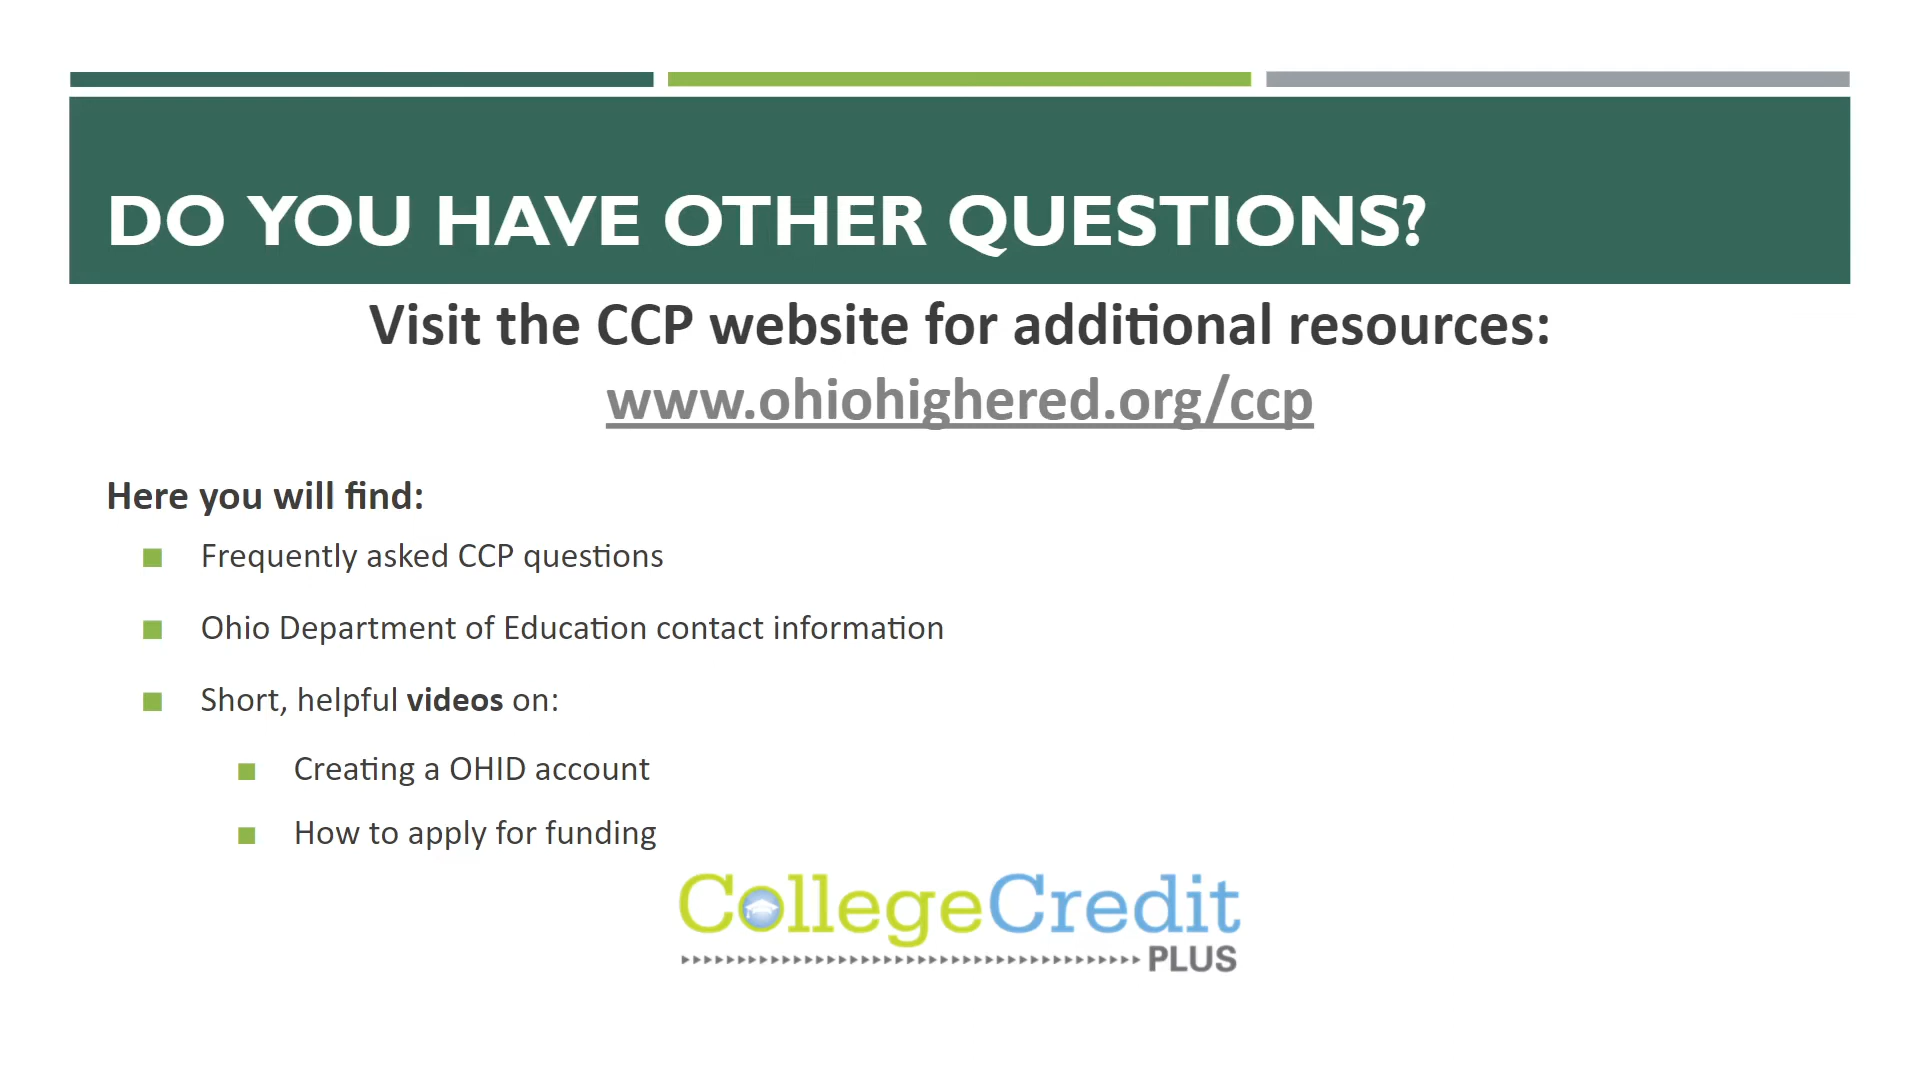 DO YOU HAVE OTHER QUESTIONS?
Visit the CCP website for additional resources:
www.ohiohighered.org/ccp
Here you will find:
Frequently asked CCP questions
Ohio Department of Education contact information
Short, helpful videos on:
Creating a OHID account
How to apply for funding
CollegeCredit
PLUS